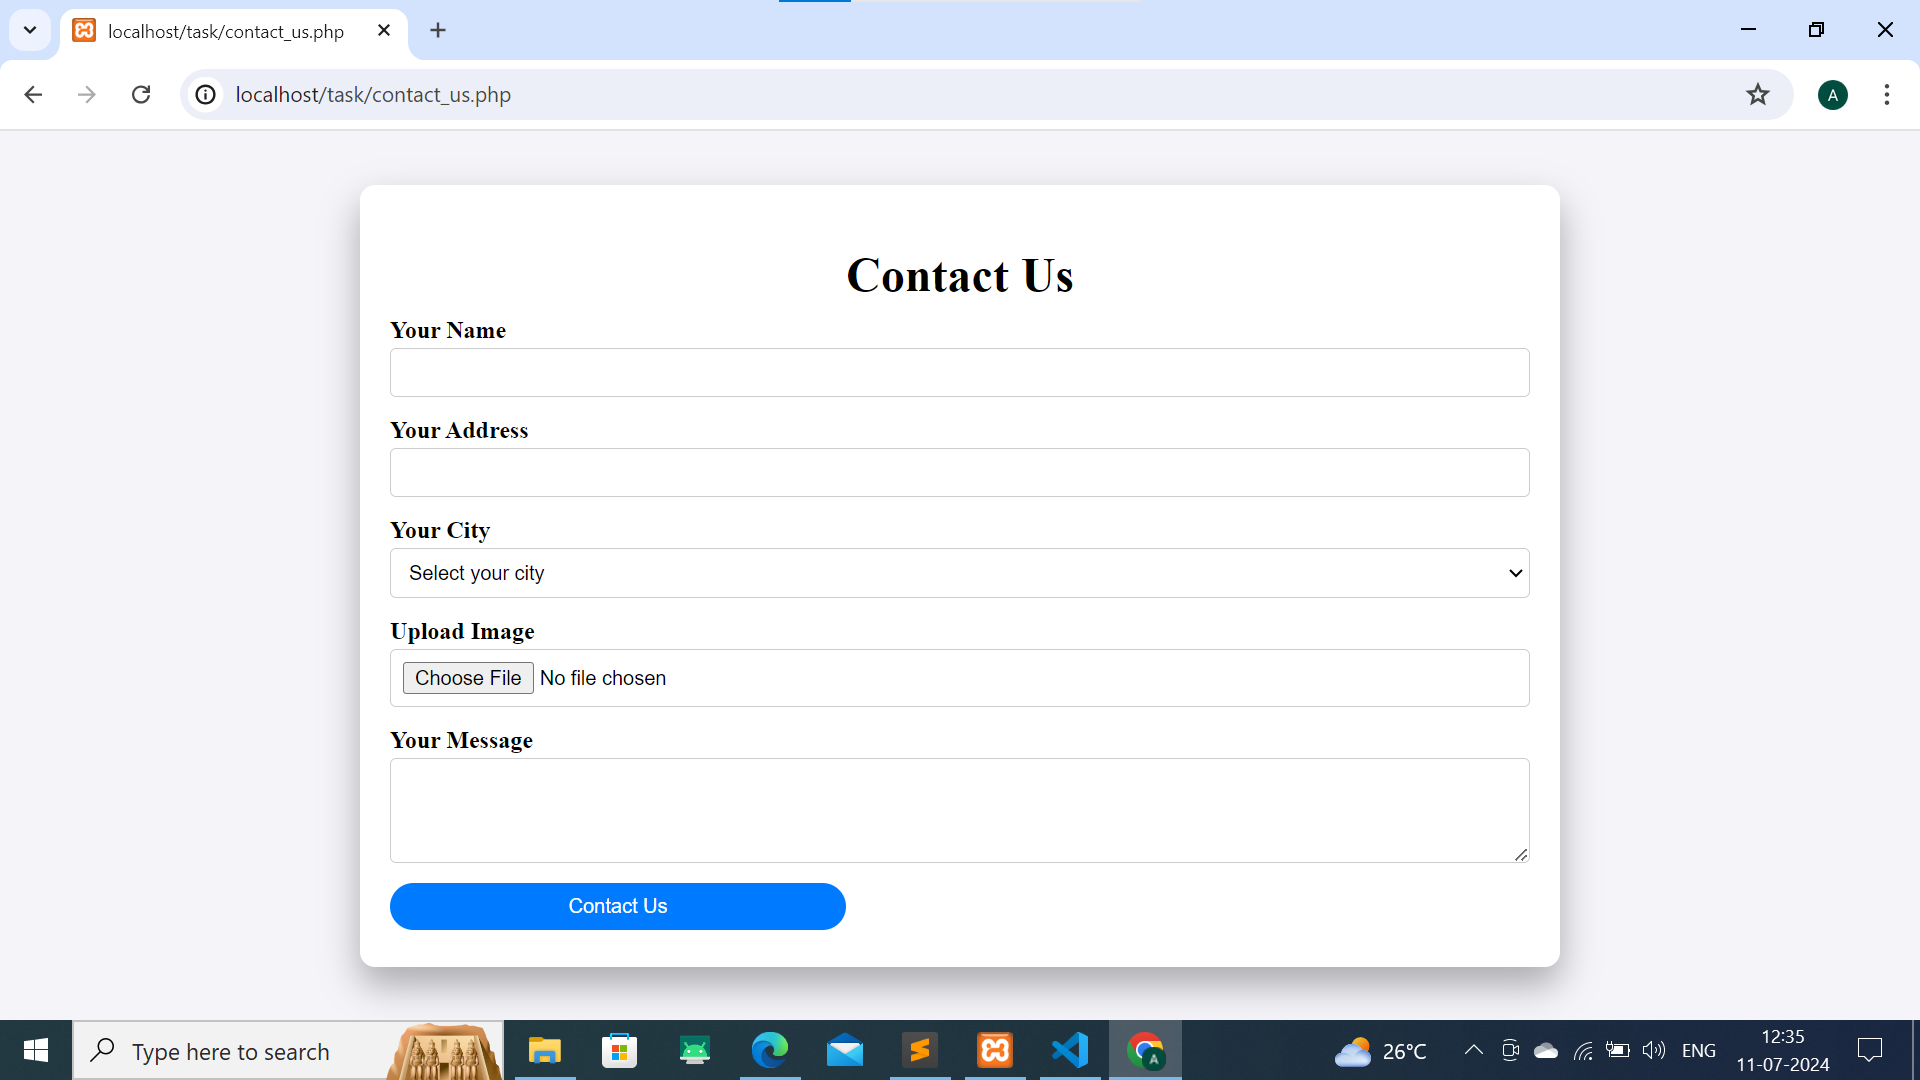 localhost/task/contact_us.php
localhost/task/contact_us.php
A
Contact Us
Your Name
Your Address
Your City
Select your city
Upload Image
Choose File No file chosen
Your Message
Contact Us
Type here to search
A
26°C
ENG
12:35
11-07-2024